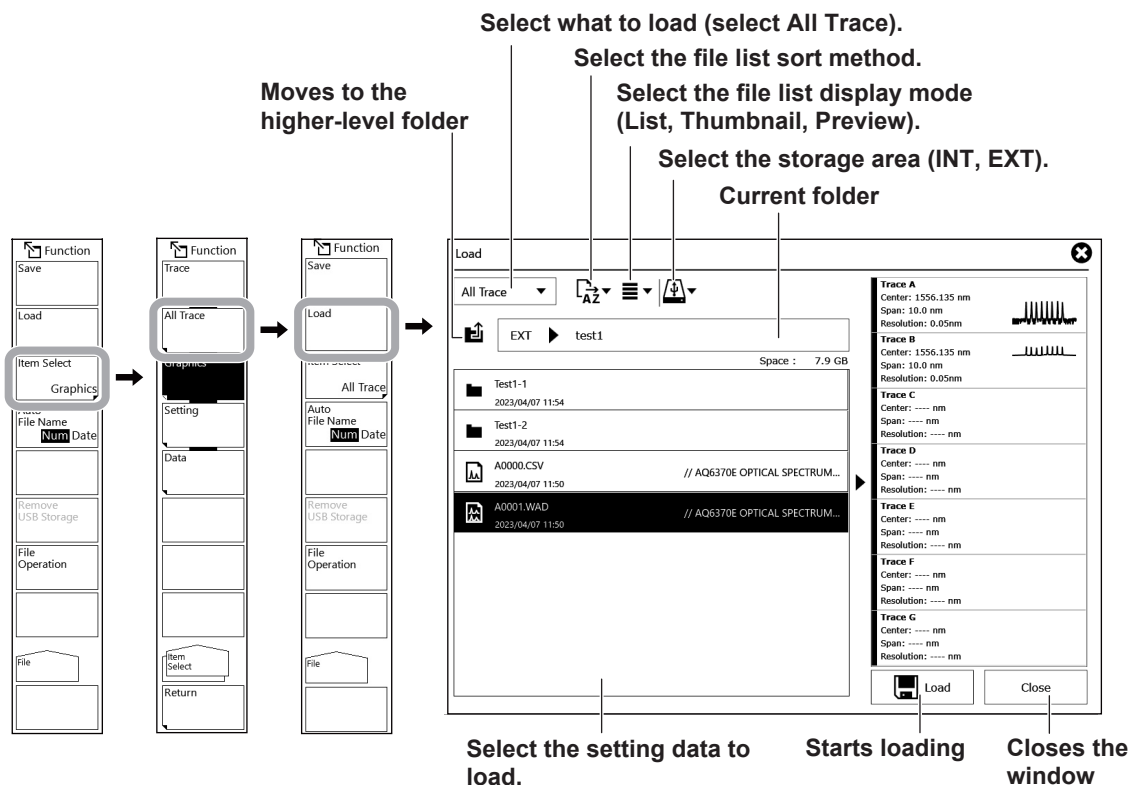 Select what to load (select All Trace).
Select the file list sort method.
Moves to the
higher-level folder
Select the file list display mode
(List, Thumbnail, Preview).
Select the storage area (INT, EXT).
Current folder
Function
Save
Load
Item Select
Graphics
Auto
File Name
Num Date
Remove
USB Storage
File
Operation
File
Function
Trace
All Trace
Graphics
Setting
Data
Item
Select
Return
Function
Save
Load
Item Select
All Trace
Auto
File Name
Num Date
Remove
USB Storage
File
Operation
File
Load
All Trace
AZ
EXT
test1
Space : 7.9 GB
Test1-1
2023/04/07 11:54
Test1-2
2023/04/07 11:54
A0000.CSV
// AQ6370E OPTICAL SPECTRUM...
2023/04/07 11:50
A0001.WAD
// AQ6370E OPTICAL SPECTRUM...
2023/04/07 11:50
Trace A
Center: 1556.135 nm
Span: 10.0 nm
Resolution: 0.05nm
Trace B
Center: 1556.135 nm
Span: 10.0 nm
Resolution: 0.05nm
Trace C
Center: ---- nm
Span: ---- nm
Resolution: ---- nm
Trace D
Center: ---- nm
Span: ---- nm
Resolution: ---- nm
Trace E
Center: ---- nm
Span: ---- nm
Resolution: ---- nm
Trace F
Center: ---- nm
Span: ---- nm
Resolution: ---- nm
Trace G
Center: ---- nm
Span: ---- nm
Resolution: ---- nm
Load
Close
Select the setting data to
load.
Starts loading
Closes the
window